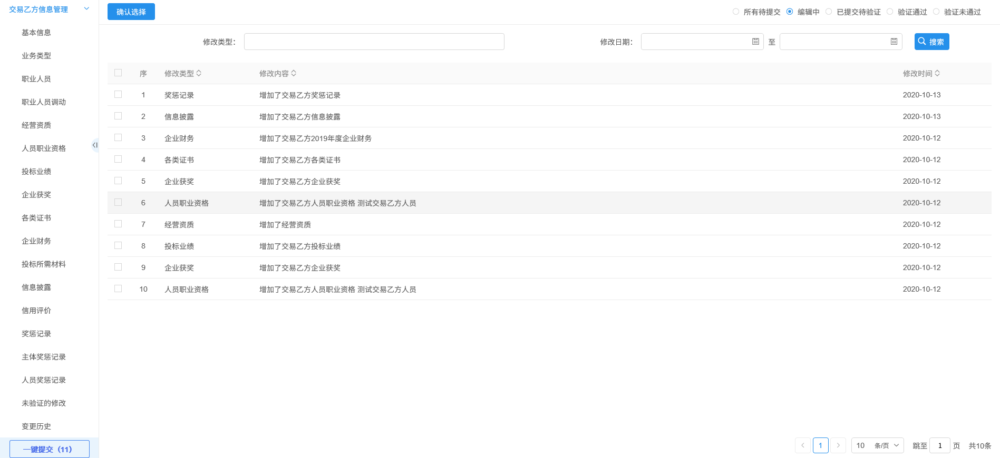 交易乙方信息管理
基本信息
业务类型
职业人员
职业人员调动
经营资质
人员职业资格
投标业绩
企业获奖
各类证书
企业财务
投标所需材料
信息披露
信用评价
奖惩记录
主体奖惩记录
人员奖惩记录
未验证的修改
变更历史
一键提交（11）
确认选择 所有待提交 编辑中 已提交待验证 验证通过 验证未通过
修改类型： 修改日期： 至 搜索
序 修改类型 修改内容 修改时间
1 奖惩记录 增加了交易乙方奖惩记录 2020-10-13
2 信息披露 增加了交易乙方信息披露 2020-10-13
3 企业财务 增加了交易乙方2019年度企业财务 2020-10-12
4 各类证书 增加了交易乙方各类证书 2020-10-12
5 企业获奖 增加了交易乙方企业获奖 2020-10-12
6 人员职业资格 增加了交易乙方人员职业资格 测试交易乙方人员 2020-10-12
7 经营资质 增加了经营资质 2020-10-12
8 投标业绩 增加了交易乙方投标业绩 2020-10-12
9 企业获奖 增加了交易乙方企业获奖 2020-10-12
10 人员职业资格 增加了交易乙方人员职业资格 测试交易乙方人员 2020-10-12
1 10 条/页 跳至 1 页 共10条